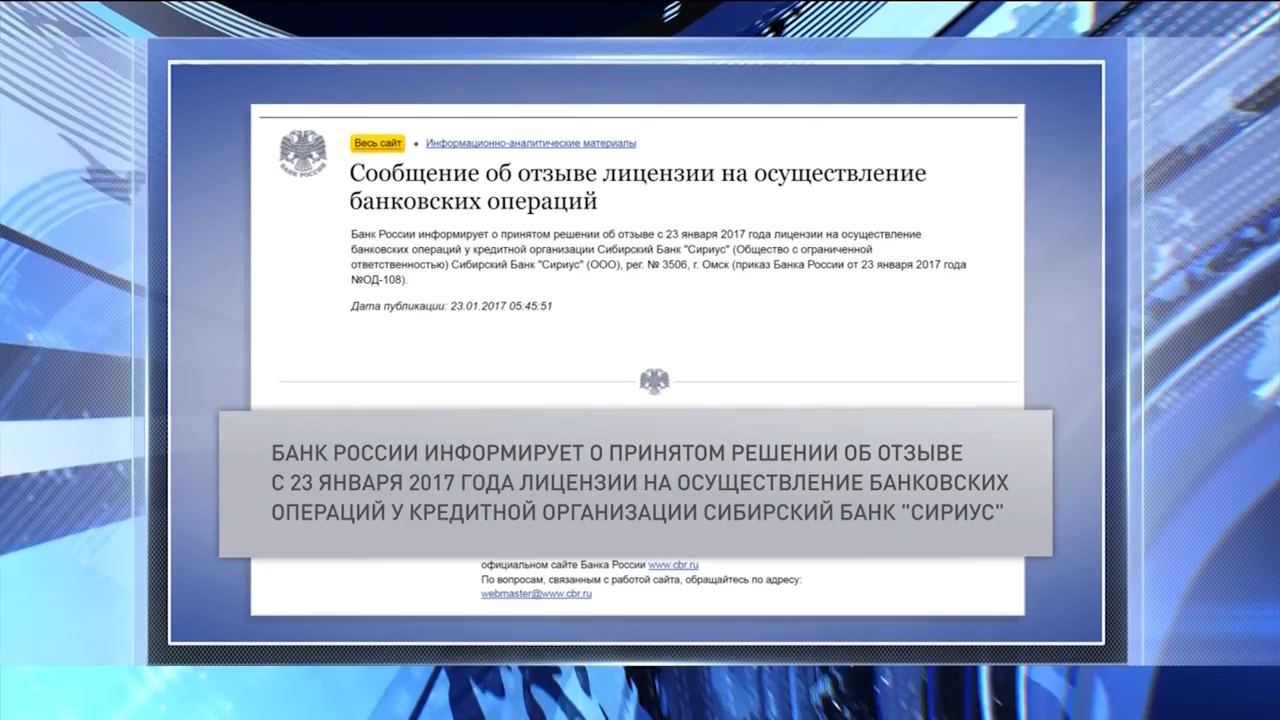 БАНК РОССИИ
Весь сайт
Информационно-аналитические материалы
Сообщение об отзыве лицензии на осуществление
банковских операций
Банк России информирует о принятом решении об отзыве с 23 января 2017 года лицензии на осуществление
банковских операций у кредитной организации Сибирский Банк "Сириус" (Общество с ограниченной
ответственностью) Сибирский Банк "Сириус" (ООО), рег. № 3506, г. Омск (приказ Банка России от 23 января 2017 года
№ОД-108).
Дата публикации: 23.01.2017 05:45:51
БАНК РОССИИ ИНФОРМИРУЕТ О ПРИНЯТОМ РЕШЕНИИ ОБ ОТЗЫВЕ
С 23 ЯНВАРЯ 2017 ГОДА ЛИЦЕНЗИИ НА ОСУЩЕСТВЛЕНИЕ БАНКОВСКИХ
ОПЕРАЦИЙ У КРЕДИТНОЙ ОРГАНИЗАЦИИ СИБИРСКИЙ БАНК "СИРИУС"
официальном сайте Банка России www.cbr.ru
По вопросам, связанным с работой сайта, обращайтесь по адресу:
webmaster@www.cbr.ru